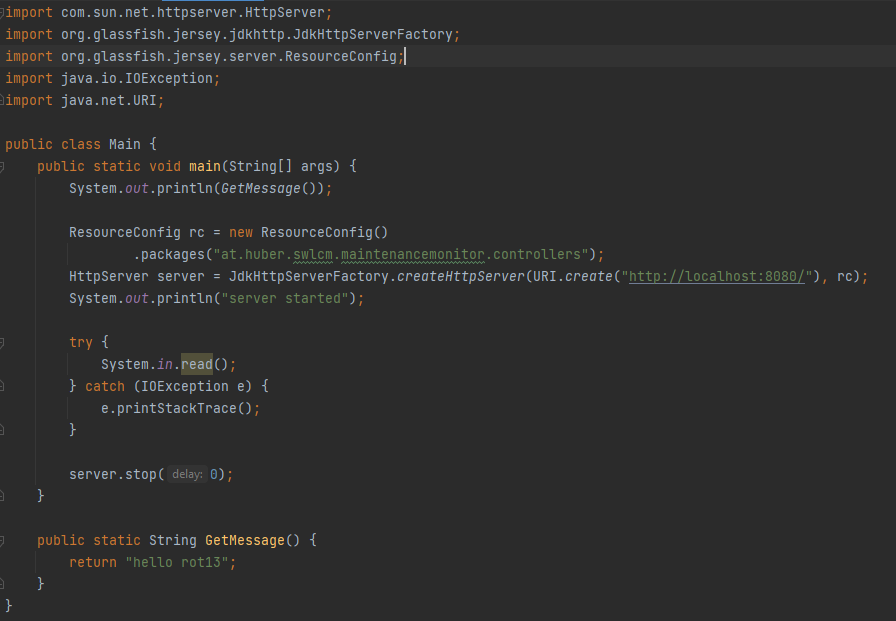 import com.sun.net.httpserver.HttpServer;
import org.glassfish.jersey.jdkhttp.JdkHttpServerFactory;
import org.glassfish.jersey.server.ResourceConfig;
import java.io.IOException;
import java.net.URI;

public class Main {
    public static void main(String[] args) {
        System.out.println(GetMessage());

        ResourceConfig rc = new ResourceConfig()
                .packages("at.huber.swlcm.maintenancemonitor.controllers");
        HttpServer server = JdkHttpServerFactory.createHttpServer(URI.create("http://localhost:8080/"), rc);
        System.out.println("server started");

        try {
            System.in.read();
        } catch (IOException e) {
            e.printStackTrace();
        }

        server.stop( delay: 0);
    }

    public static String GetMessage() {
        return "hello rot13";
    }
}